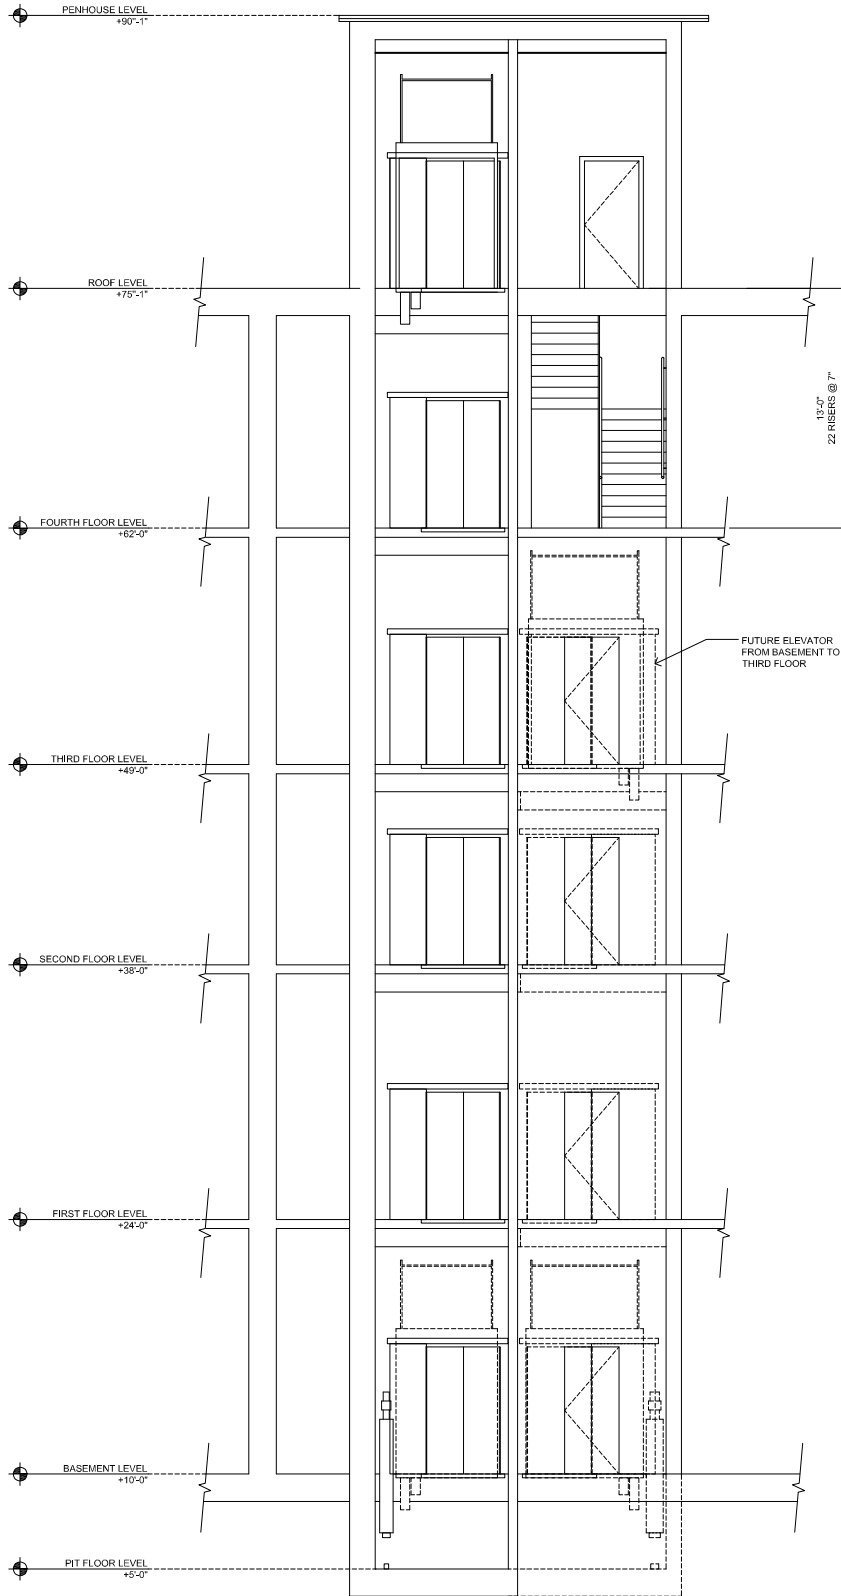 PENHOUSE LEVEL
+90'-1"
ROOF LEVEL
+75"-1"
13'-0"
22 RISERS @ 7"
FOURTH FLOOR LEVEL
+62'-0"
FUTURE ELEVATOR
FROM BASEMENT TO
THIRD FLOOR
THIRD FLOOR LEVEL
+49'-0"
SECOND FLOOR LEVEL
+38'-0"
FIRST FLOOR LEVEL
+24'-0"
BASEMENT LEVEL
+10'-0"
PIT FLOOR LEVEL
+5'-0"